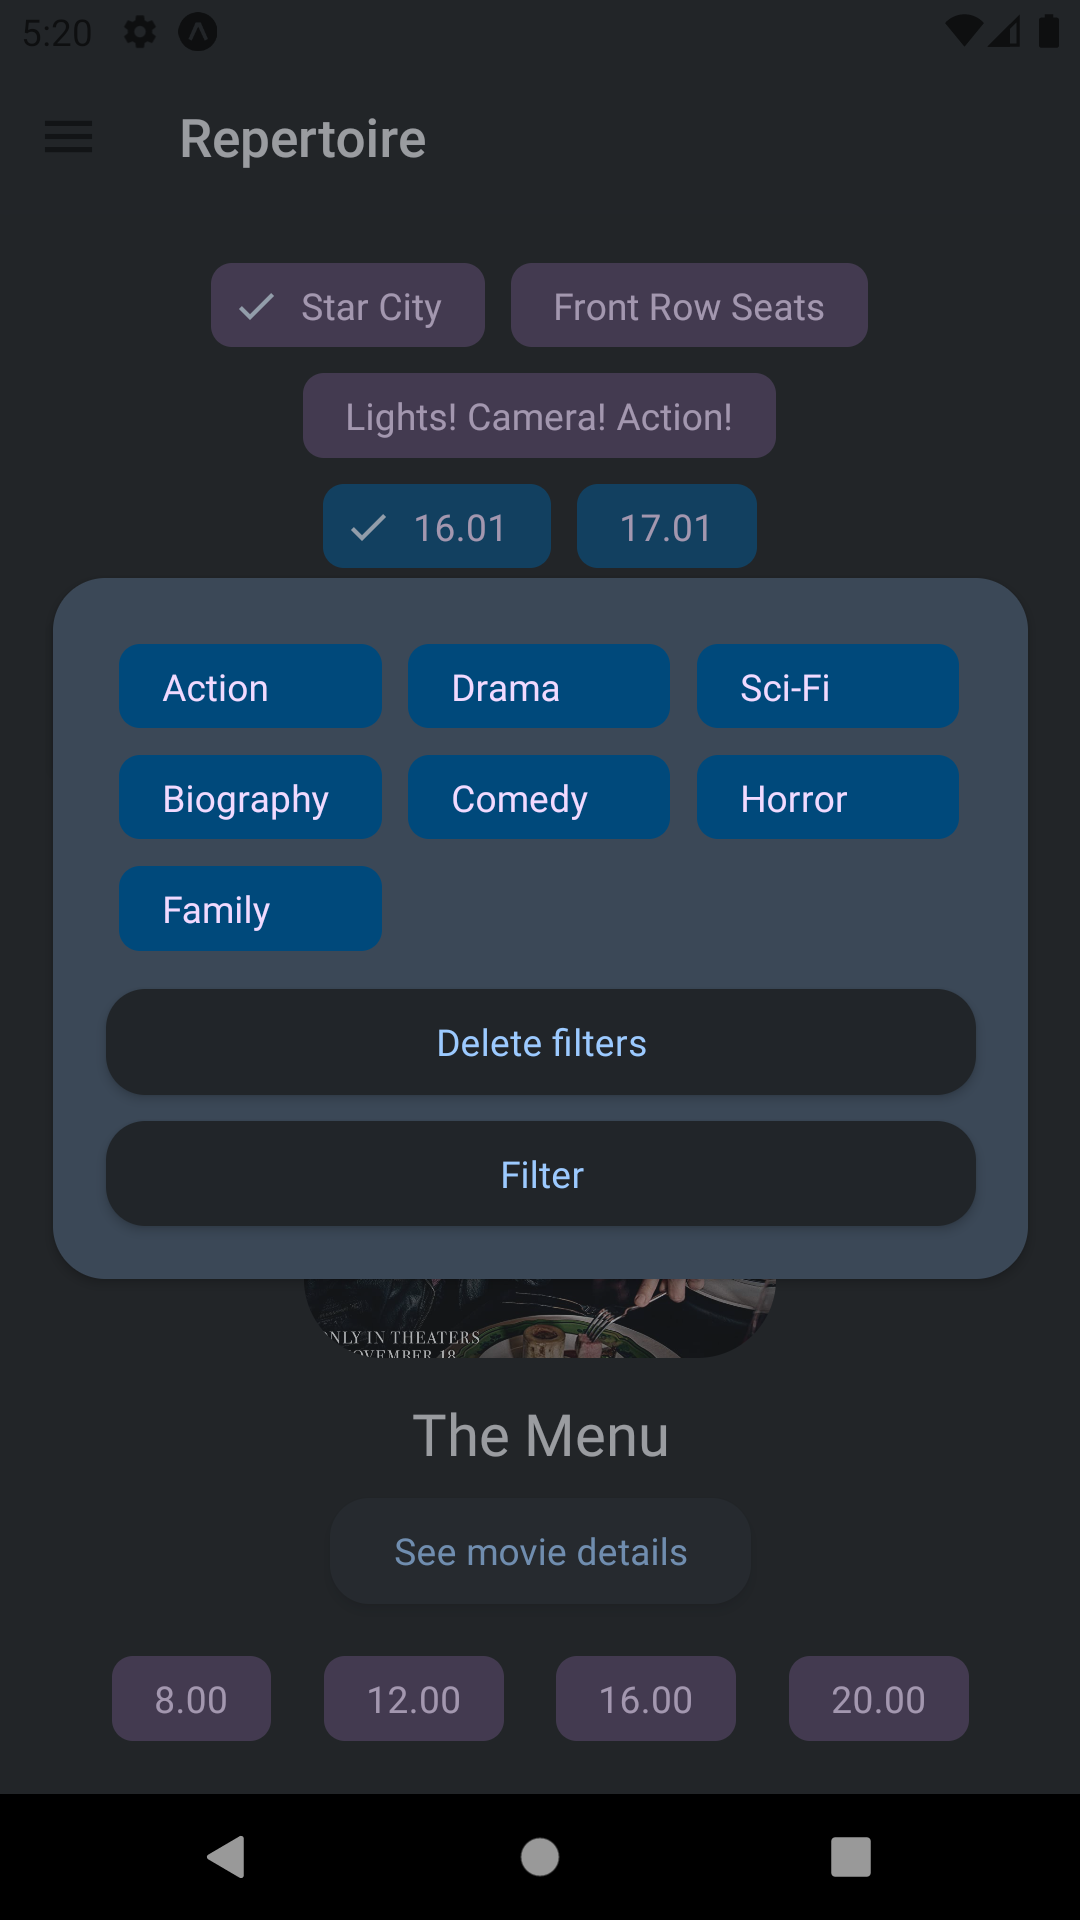 5:20
Repertoire
Star City Front Row Seats
Lights! Camera! Action!
16.01 17.01
Action Drama Sci-Fi
Biography Comedy Horror
Family
Delete filters
Filter
NLY IN THEATERS
OVEMBER 18
The Menu
See movie details
8.00 12.00 16.00 20.00